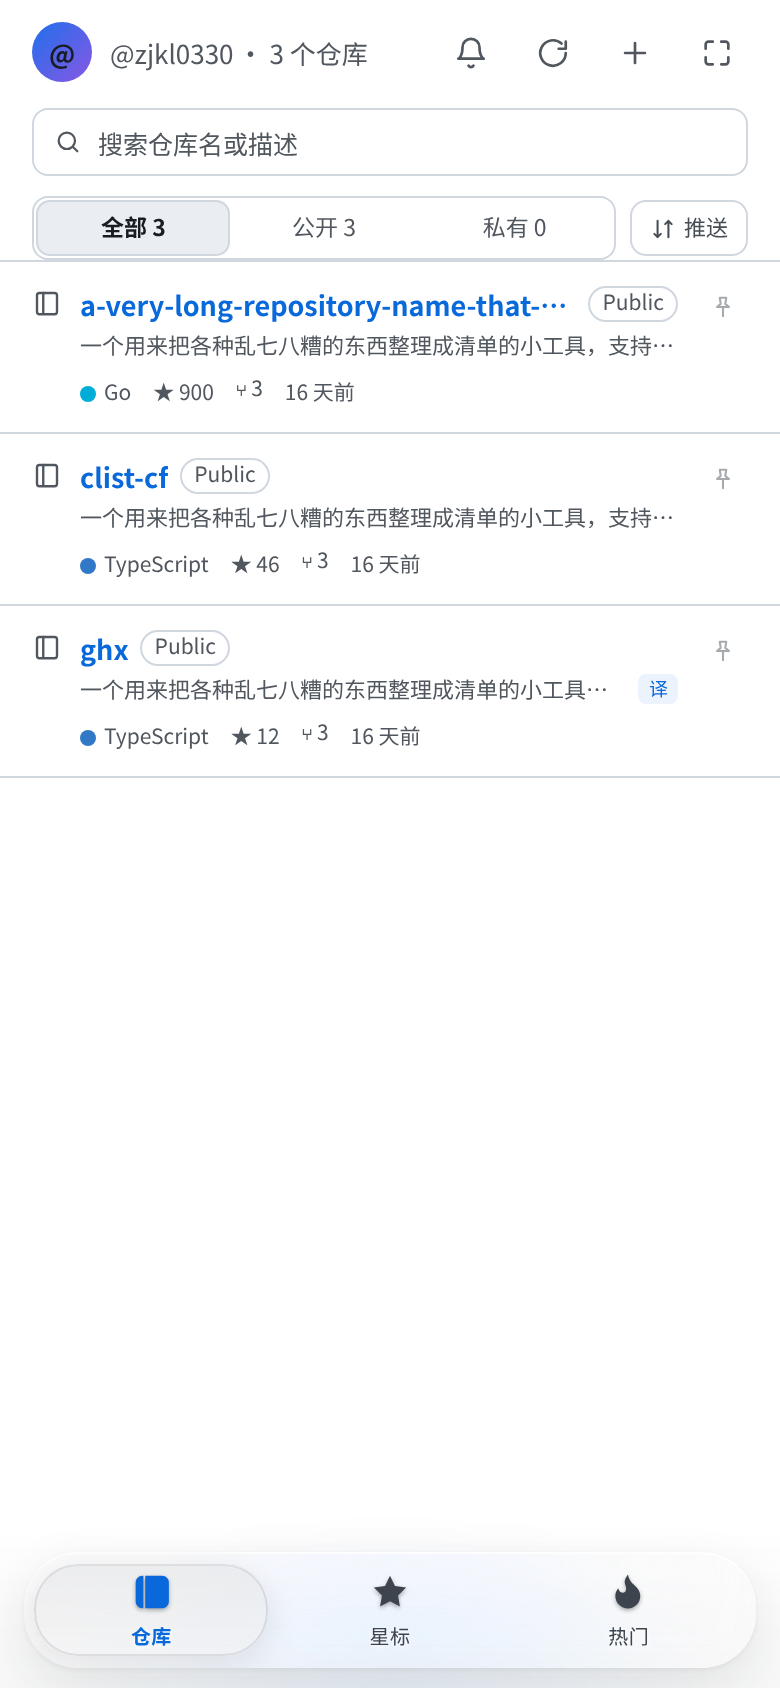 @ @zjkl0330 • 3 个仓库
搜索仓库名或描述
全部 3 公开 3 私有 0 推送
a-very-long-repository-name-that-… Public
一个用来把各种乱七八糟的东西整理成清单的小工具，支持…
Go ★ 900 3 16 天前
clist-cf Public
一个用来把各种乱七八糟的东西整理成清单的小工具，支持…
TypeScript ★ 46 3 16 天前
ghx Public
一个用来把各种乱七八糟的东西整理成清单的小工具… 译
TypeScript ★ 12 3 16 天前
仓库 星标 热门